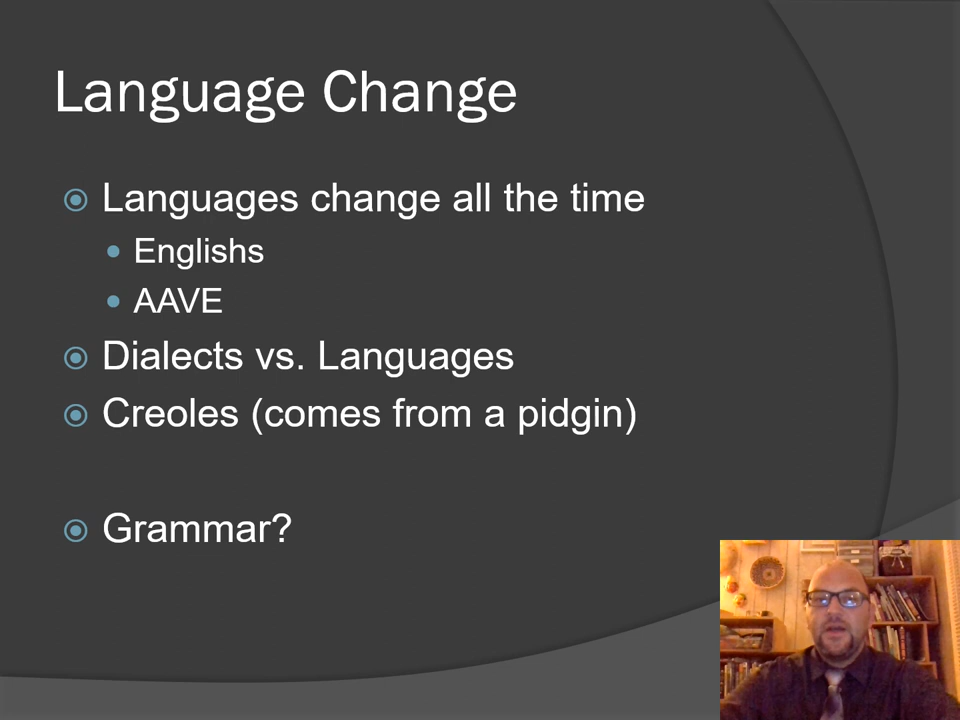 Language Change
Languages change all the time
Englishs
AAVE
Dialects vs. Languages
Creoles (comes from a pidgin)
Grammar?